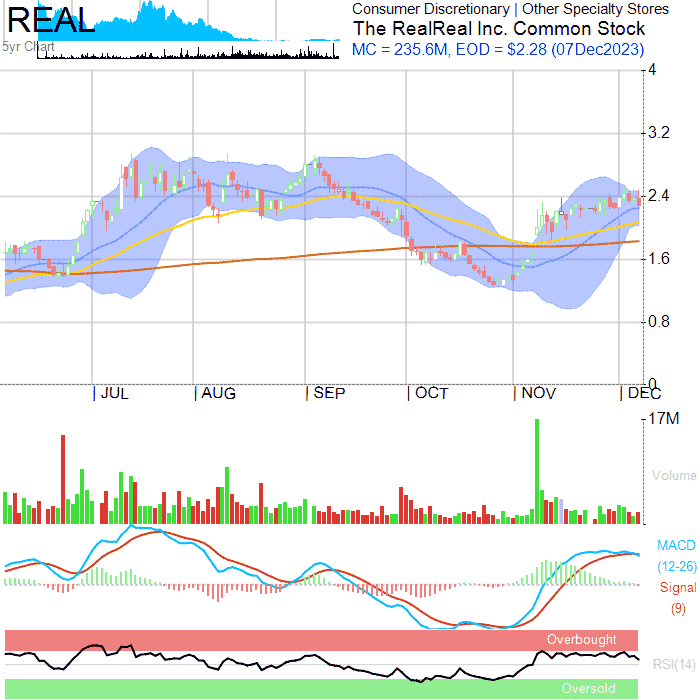 REAL
5yr Chart
Consumer Discretionary | Other Specialty Stores
The RealReal Inc. Common Stock
MC = 235.6M, EOD = $2.28 (07Dec2023)
4
3.2
2.4
1.6
0.8
0
JUL AUG SEP OCT NOV DEC
17M
Volume
MACD
(12-26)
Signal
(9)
Overbought
RSI(14)
Oversold